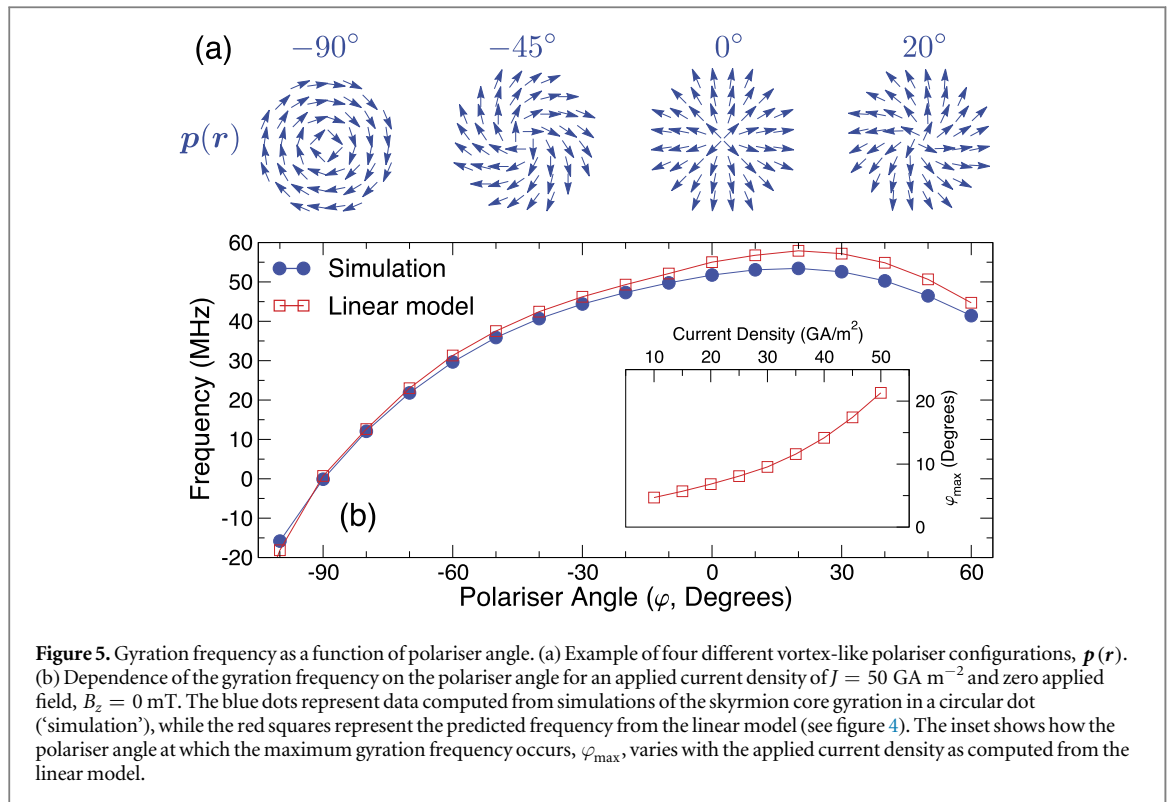 (a)
−90°
−45°
0°
20°
p(r)
60
50
40
30
20
10
0
-10
-20
Frequency (MHz)
Simulation
Linear model
(b)
Current Density (GA/m²)
10 20 30 40 50
20
10
0
φmax (Degrees)
-90 -60 -30 0 30 60
Polariser Angle (φ, Degrees)
Figure 5. Gyration frequency as a function of polariser angle. (a) Example of four different vortex-like polariser configurations, p(r).
(b) Dependence of the gyration frequency on the polariser angle for an applied current density of J = 50 GA m⁻² and zero applied
field, Bz = 0 mT. The blue dots represent data computed from simulations of the skyrmion core gyration in a circular dot
(‘simulation’), while the red squares represent the predicted frequency from the linear model (see figure 4). The inset shows how the
polariser angle at which the maximum gyration frequency occurs, φmax, varies with the applied current density as computed from the
linear model.